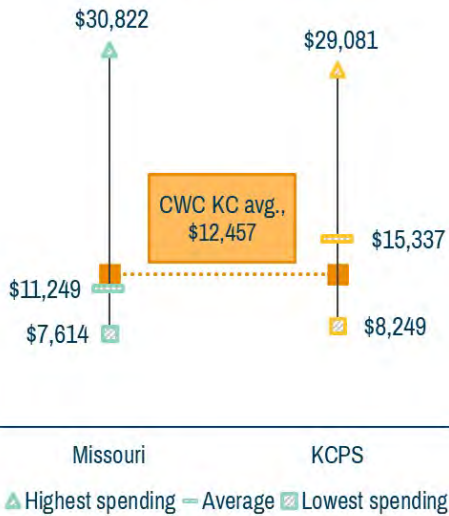 $30,822
$29,081
CWC KC avg.,
$12,457
$15,337
$11,249
$7,614
$8,249
Missouri
KCPS
Highest spending
Average
Lowest spending